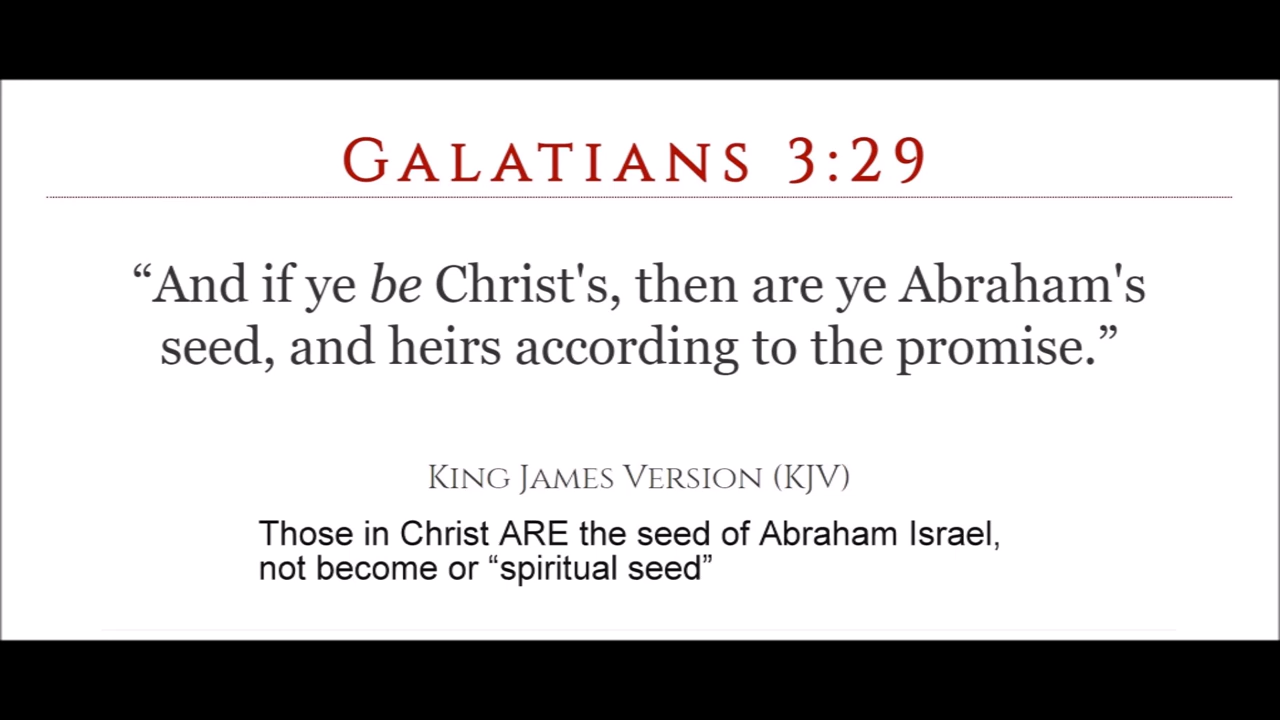 GALATIANS 3:29
“And if ye be Christ's, then are ye Abraham's
seed, and heirs according to the promise.”
KING JAMES VERSION (KJV)
Those in Christ ARE the seed of Abraham Israel,
not become or “spiritual seed”